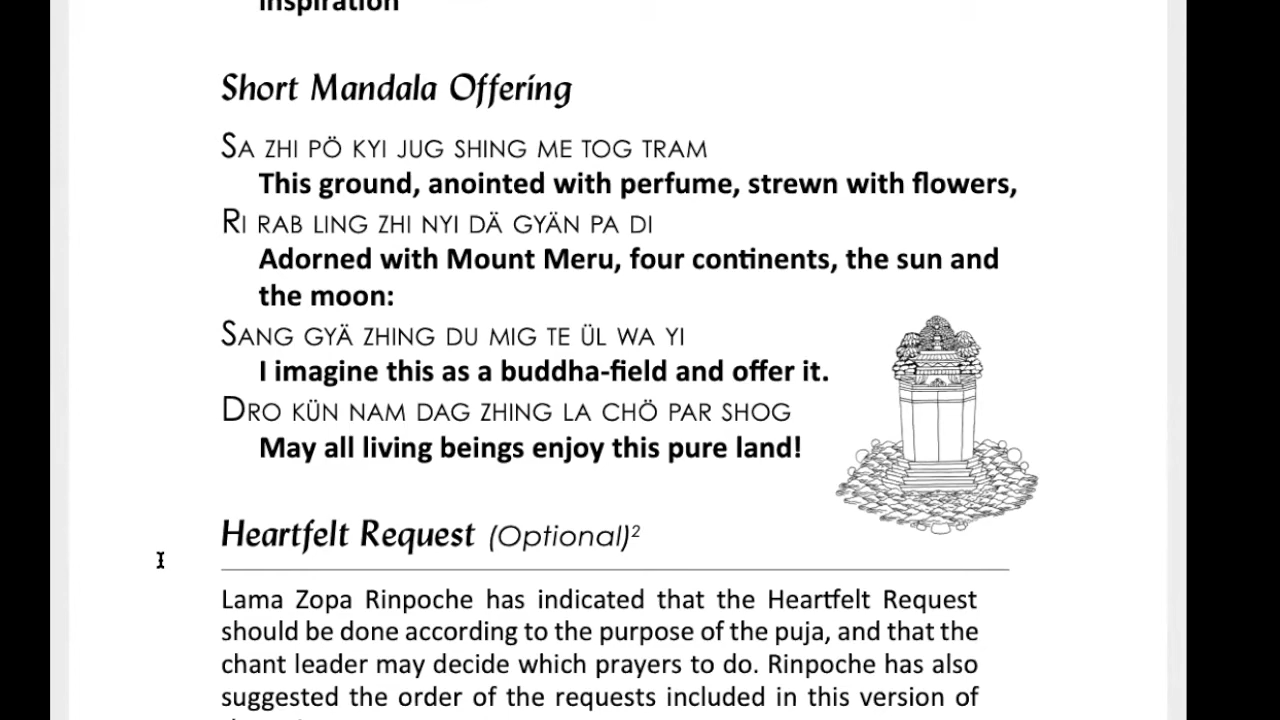 inspiration
Short Mandala Offering
SA ZHI PÖ KYI JUG SHING ME TOG TRAM
This ground, anointed with perfume, strewn with flowers,
RI RAB LING ZHI NYI DÄ GYÄN PA DI
Adorned with Mount Meru, four continents, the sun and
the moon:
SANG GYÄ ZHING DU MIG TE ÜL WA YI
I imagine this as a buddha-field and offer it.
DRO KÜN NAM DAG ZHING LA CHÖ PAR SHOG
May all living beings enjoy this pure land!
Heartfelt Request (Optional)²
Lama Zopa Rinpoche has indicated that the Heartfelt Request
should be done according to the purpose of the puja, and that the
chant leader may decide which prayers to do. Rinpoche has also
suggested the order of the requests included in this version of